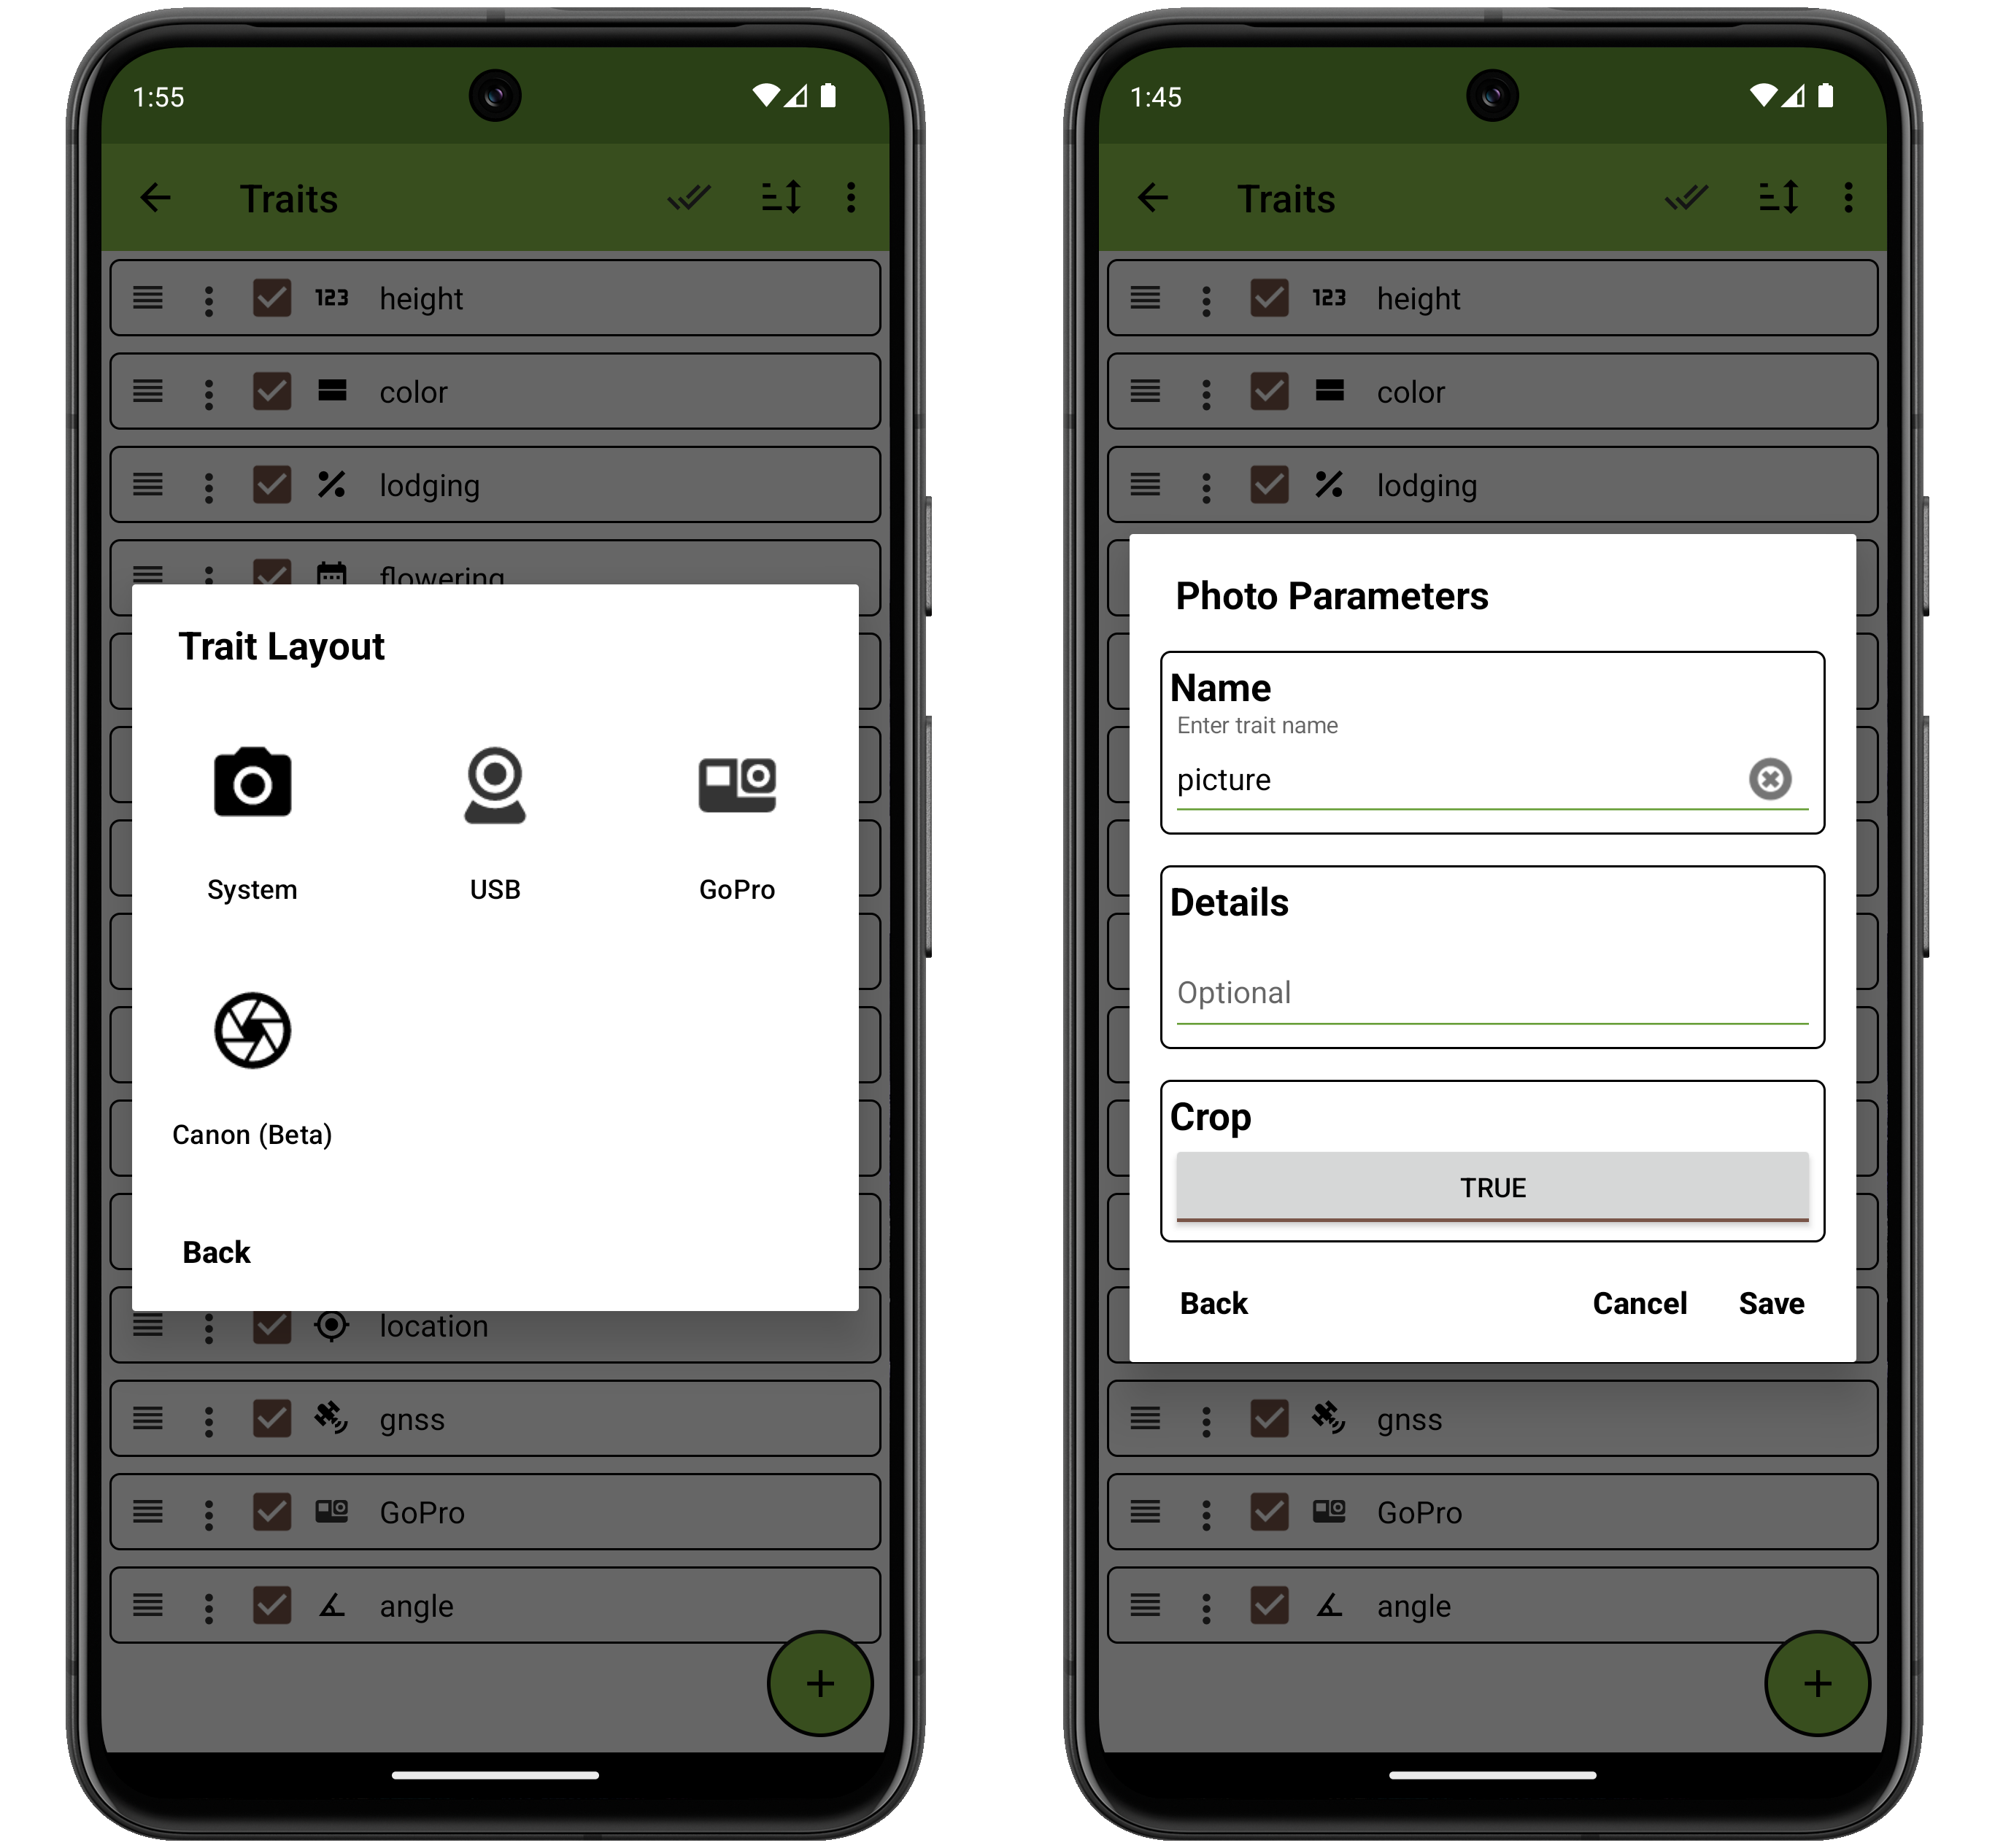 1:55
Traits
123 height
color
lodging
flowering
Trait Layout
System USB GoPro
Canon (Beta)
Back
location
gnss
GoPro
angle
1:45
Traits
123 height
color
lodging
Photo Parameters
Name
Enter trait name
picture
Details
Optional
Crop
TRUE
Back Cancel Save
gnss
GoPro
angle